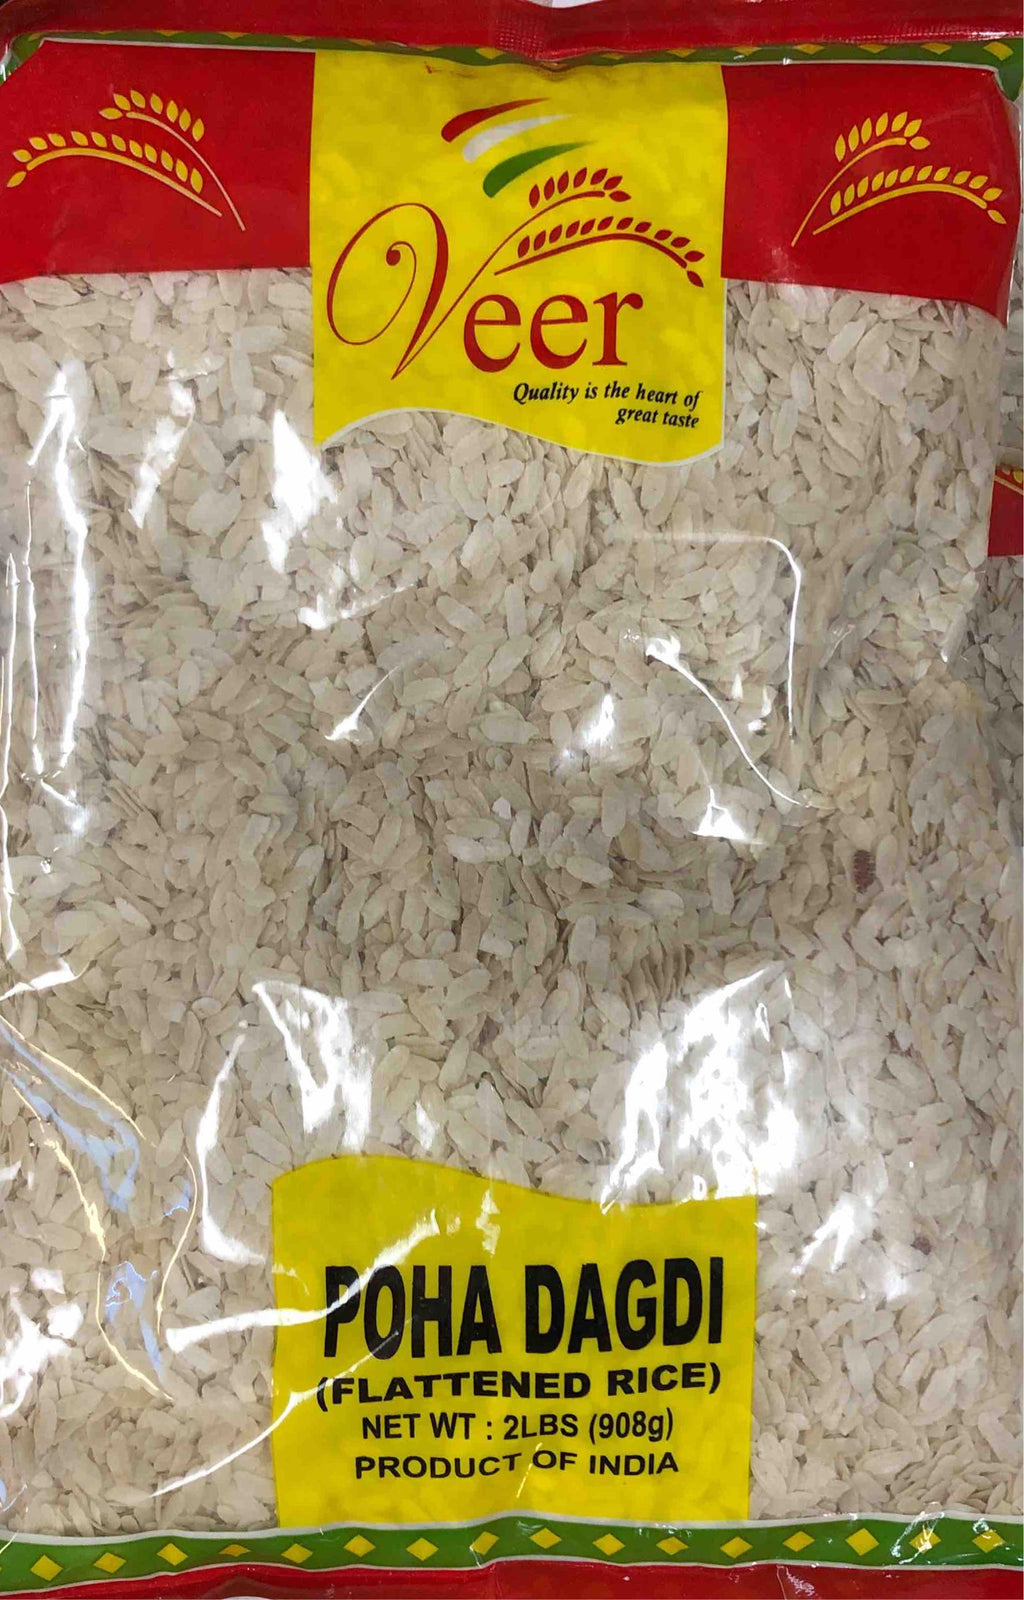 Veer
Quality is the heart of
great taste
POHA DAGDI
(FLATTENED RICE)
NET WT : 2LBS (908g)
PRODUCT OF INDIA